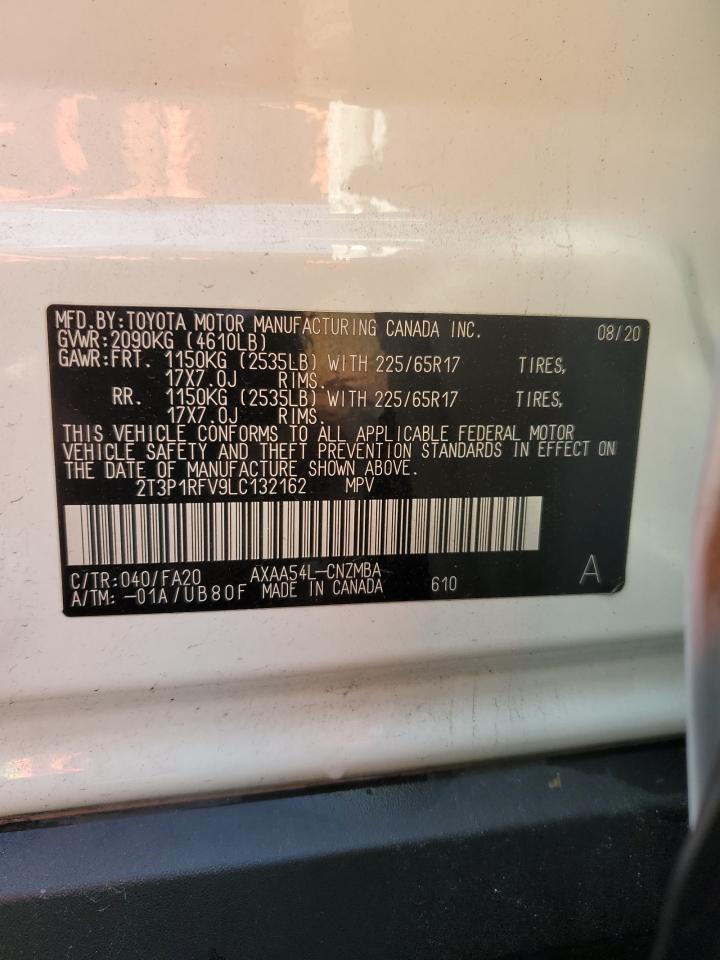 MFD.BY:TOYOTA MOTOR MANUFACTURING CANADA INC. 08/20
GVWR:2090KG (4610LB)
GAWR:FRT. 1150KG (2535LB) WITH 225/65R17 TIRES,
17X7.0J RIMS.
RR. 1150KG (2535LB) WITH 225/65R17 TIRES,
17X7.0J RIMS.
THIS VEHICLE CONFORMS TO ALL APPLICABLE FEDERAL MOTOR
VEHICLE SAFETY AND THEFT PREVENTION STANDARDS IN EFFECT ON
THE DATE OF MANUFACTURE SHOWN ABOVE.
2T3P1RFV9LC132162 MPV
C/TR:040/FA20 AXAA54L-CNZMBA 610 A
A/TM: -01A/UB80F MADE IN CANADA